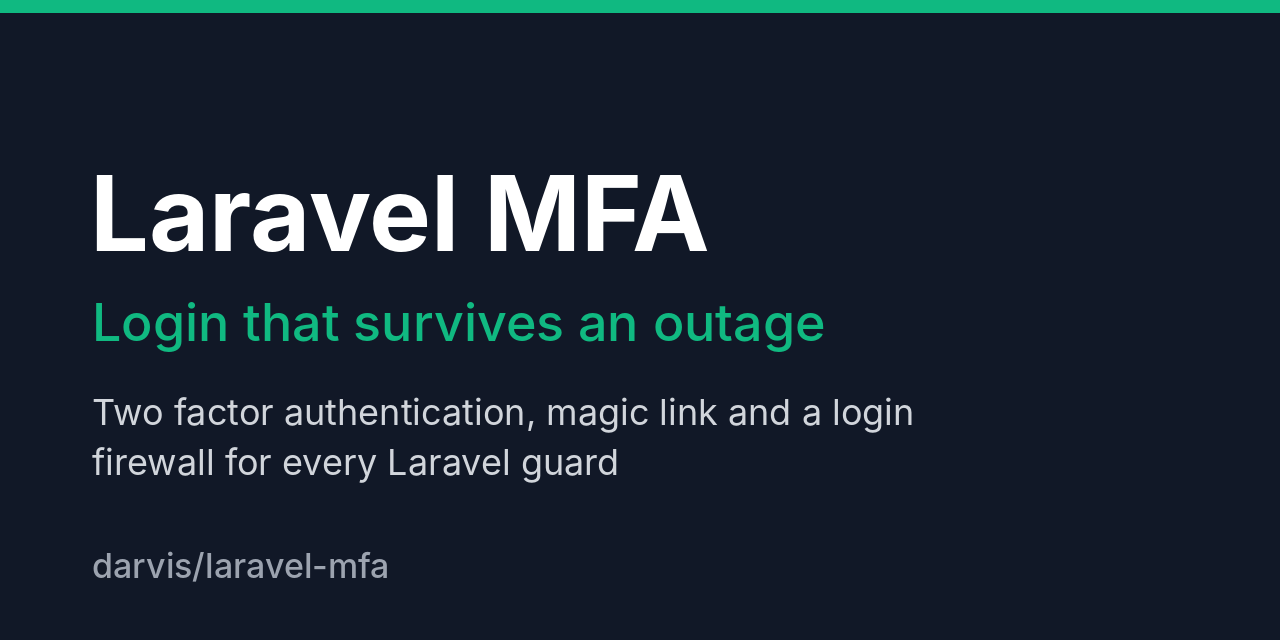 Laravel MFA
Login that survives an outage
Two factor authentication, magic link and a login
firewall for every Laravel guard
darvis/laravel-mfa